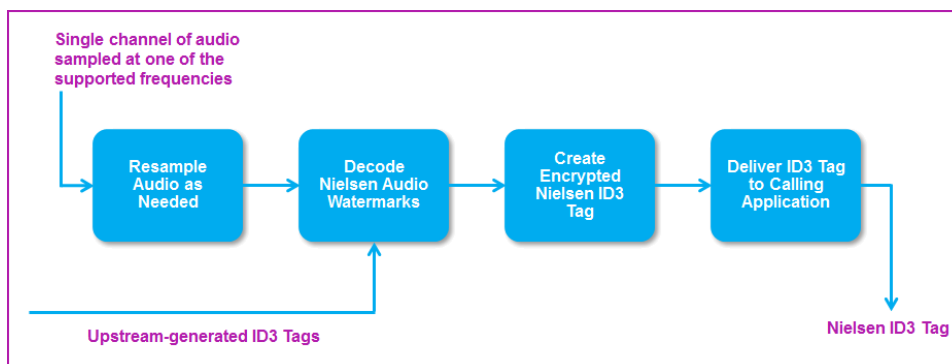 Single channel of audio
sampled at one of the
supported frequencies
Resample
Audio as
Needed
Decode
Nielsen Audio
Watermarks
Create
Encrypted
Nielsen ID3
Tag
Deliver ID3 Tag
to Calling
Application
Upstream-generated ID3 Tags
Nielsen ID3 Tag